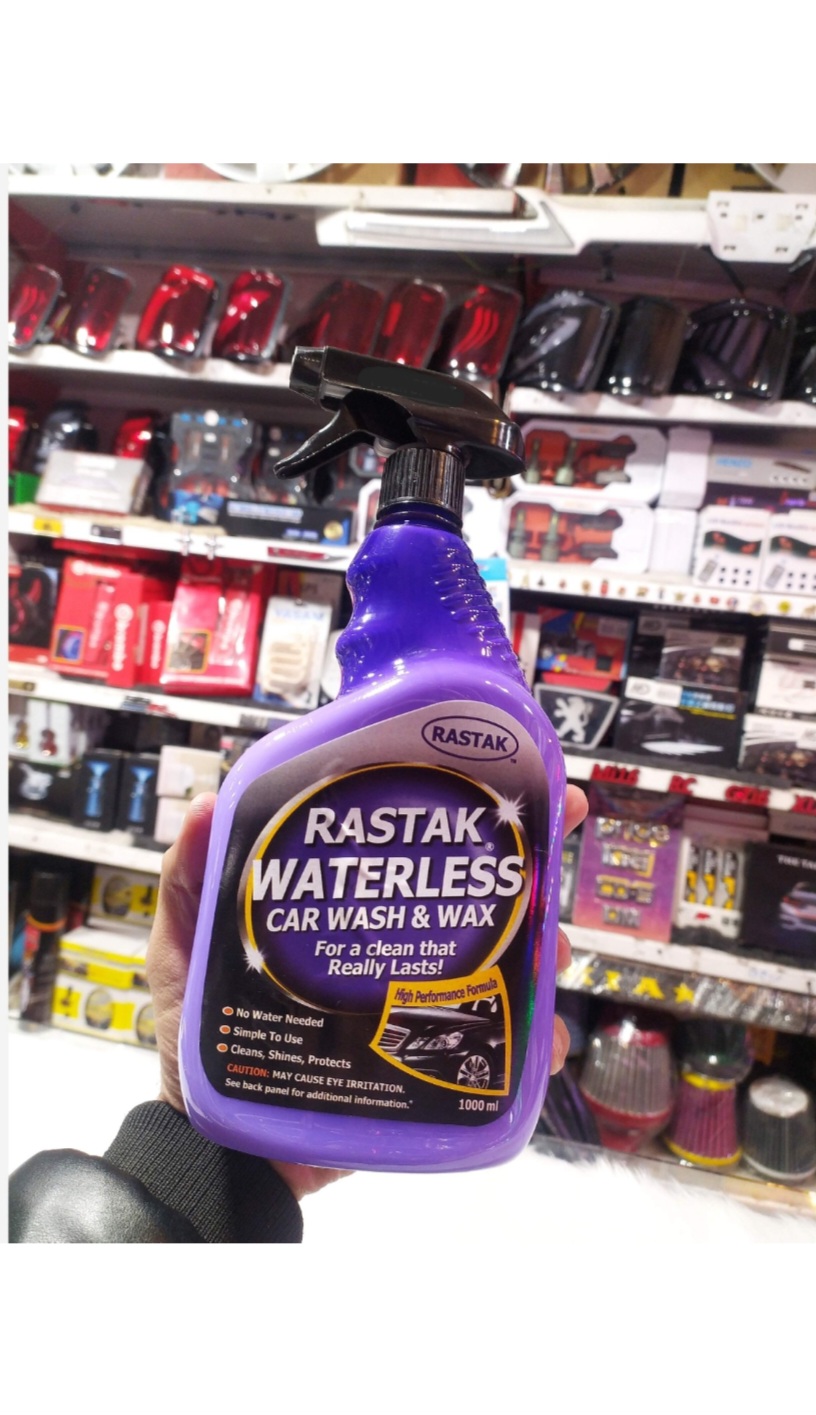 RASTAK™
RASTAK®
WATERLESS
CAR WASH & WAX
For a clean that
Really Lasts!
High Performance Formula
No Water Needed
Simple To Use
Cleans, Shines, Protects
CAUTION: MAY CAUSE EYE IRRITATION.
See back panel for additional information.*
1000 ml